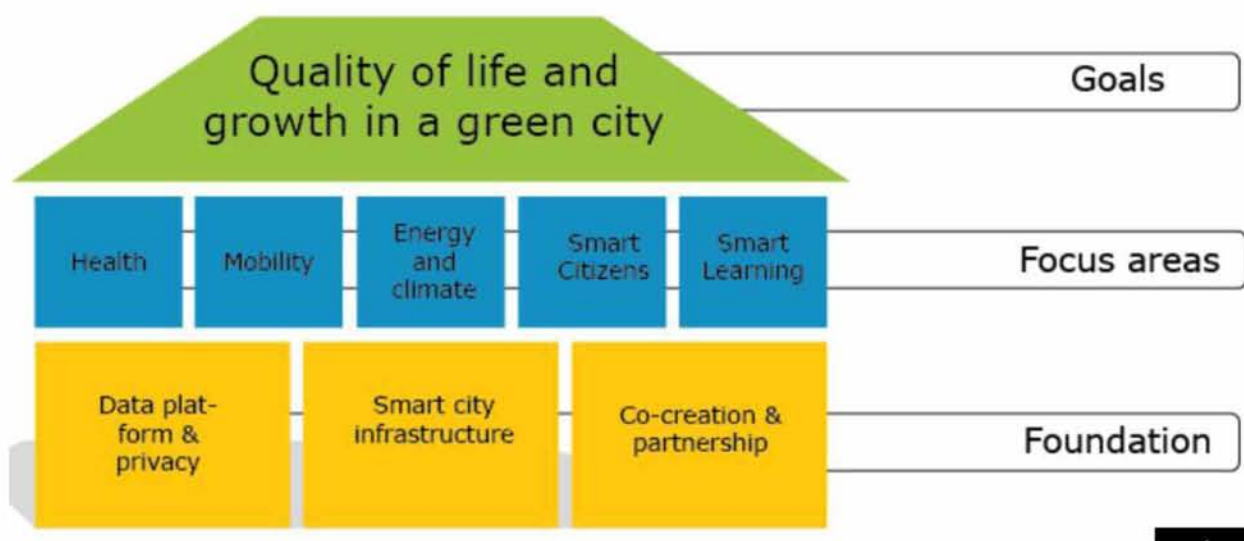 Quality of life and
growth in a green city
Goals
Health
Mobility
Energy
and
climate
Smart
Citizens
Smart
Learning
Focus areas
Data plat-
form &
privacy
Smart city
infrastructure
Co-creation &
partnership
Foundation